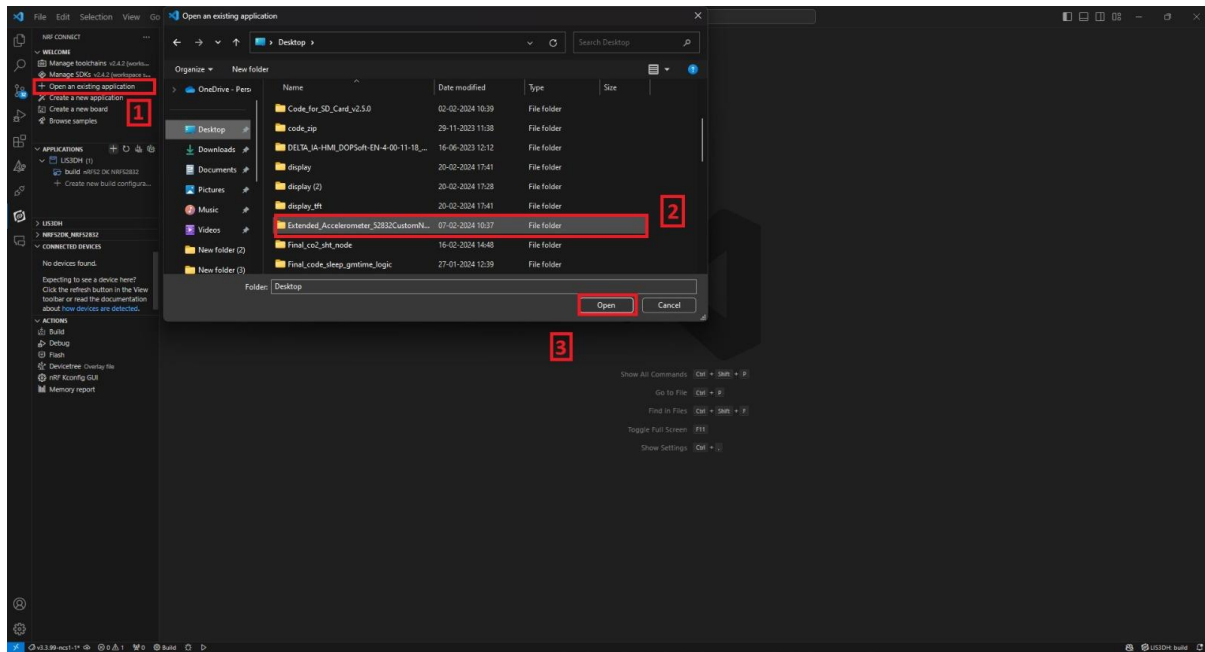 File Edit Selection View Go
Open an existing application
NRF CONNECT
WELCOME
Manage toolchains v2.4.2 (works...
Manage SDKs v2.4.2 (workspace s...
Open an existing application
Create a new application
Create a new board
Browse samples
1
APPLICATIONS
LIS3DH (1)
build nRF52 DK NRF52832
Create new build configura...
LIS3DH
NRF52DK_NRF52832
CONNECTED DEVICES
No devices found.
Expecting to see a device here?
Click the refresh button in the View
toolbar or read the documentation
about how devices are detected.
ACTIONS
Build
Debug
Flash
Devicetree Overlay file
nRF Kconfig GUI
Memory report
Desktop
Search Desktop
Organize New folder
OneDrive - Perso
Desktop
Downloads
Documents
Pictures
Music
Videos
New folder (2)
New folder (3)
Name Date modified Type Size
Code_for_SD_Card_v2.5.0 02-02-2024 10:39 File folder
code_zip 29-11-2023 11:38 File folder
DELTA_IA-HMI_DOPSoft-EN-4-00-11-18_... 16-06-2023 12:12 File folder
display 20-02-2024 17:41 File folder
display (2) 20-02-2024 17:28 File folder
display_tft 20-02-2024 17:41 File folder
Extended_Accelerometer_52832CustomN... 07-02-2024 10:37 File folder
2
Final_co2_sht_node 16-02-2024 14:48 File folder
Final_code_sleep_gmtime_logic 27-01-2024 12:39 File folder
Folder: Desktop
Open Cancel
3
Show All Commands Ctrl + Shift + P
Go to File Ctrl + P
Find in Files Ctrl + Shift + F
Toggle Full Screen F11
Show Settings Ctrl + ,
v3.3.99-ncs1-1* 0 1 0 Build
LIS3DH: build